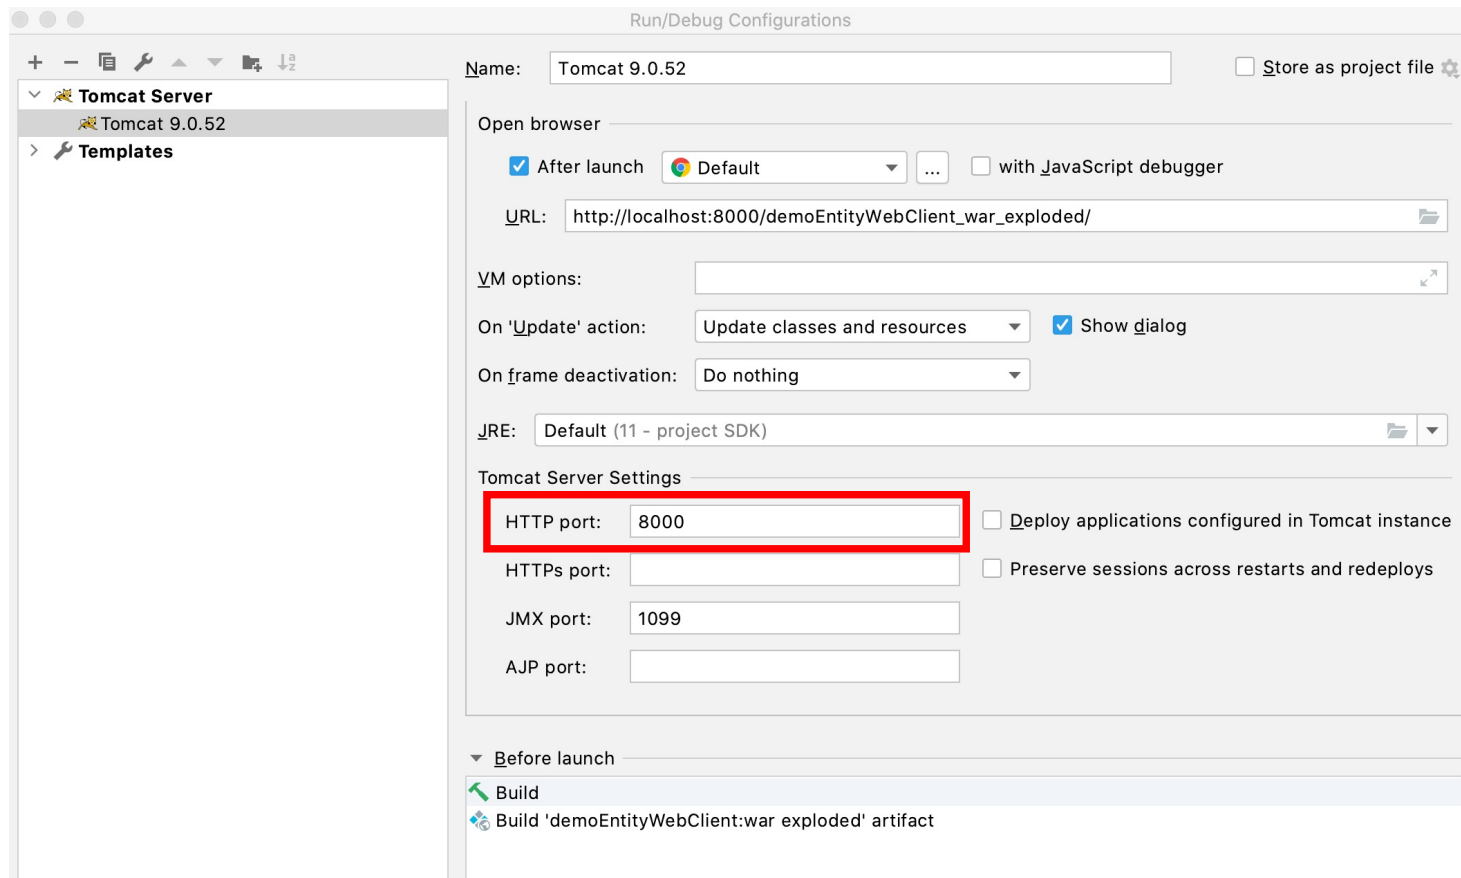 Run/Debug Configurations
Tomcat Server
Tomcat 9.0.52
Templates
Name: Tomcat 9.0.52 Store as project file
Open browser
After launch Default ... with JavaScript debugger
URL: http://localhost:8000/demoEntityWebClient_war_exploded/
VM options:
On 'Update' action: Update classes and resources Show dialog
On frame deactivation: Do nothing
JRE: Default (11 - project SDK)
Tomcat Server Settings
HTTP port: 8000 Deploy applications configured in Tomcat instance
HTTPs port: Preserve sessions across restarts and redeploys
JMX port: 1099
AJP port:
Before launch
Build
Build 'demoEntityWebClient:war exploded' artifact